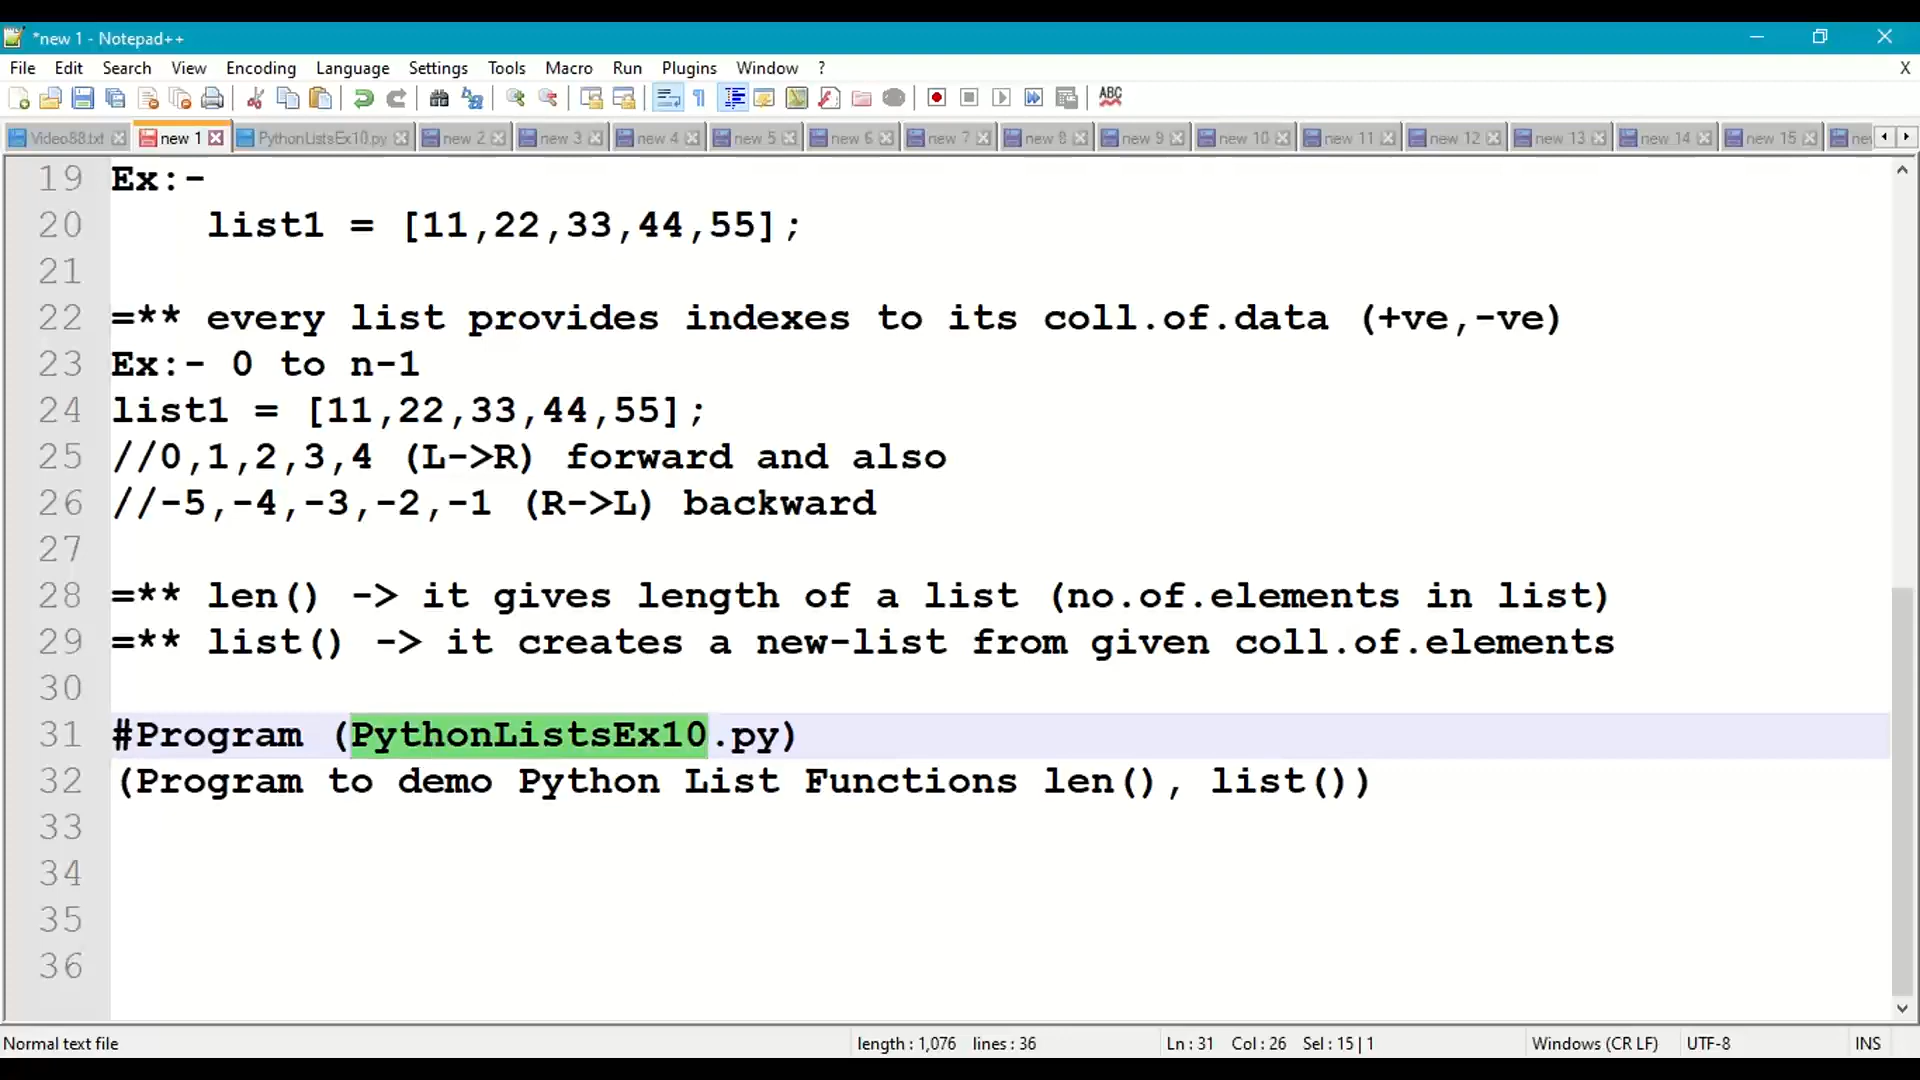 *new 1 - Notepad++
File Edit Search View Encoding Language Settings Tools Macro Run Plugins Window ? X
ABC
Video88.txt new 1 PythonListsEx10.py new 2 new 3 new 4 new 5 new 6 new 7 new 8 new 9 new 10 new 11 new 12 new 13 new 14 new 15
19 Ex:-
20 list1 = [11,22,33,44,55];
21
22 =** every list provides indexes to its coll.of.data (+ve,-ve)
23 Ex:- 0 to n-1
24 list1 = [11,22,33,44,55];
25 //0,1,2,3,4 (L->R) forward and also
26 //-5,-4,-3,-2,-1 (R->L) backward
27
28 =** len() -> it gives length of a list (no.of.elements in list)
29 =** list() -> it creates a new-list from given coll.of.elements
30
31 #Program (PythonListsEx10.py)
32 (Program to demo Python List Functions len(), list())
33
34
35
36
Normal text file length : 1,076 lines : 36 Ln : 31 Col : 26 Sel : 15 | 1 Windows (CR LF) UTF-8 INS